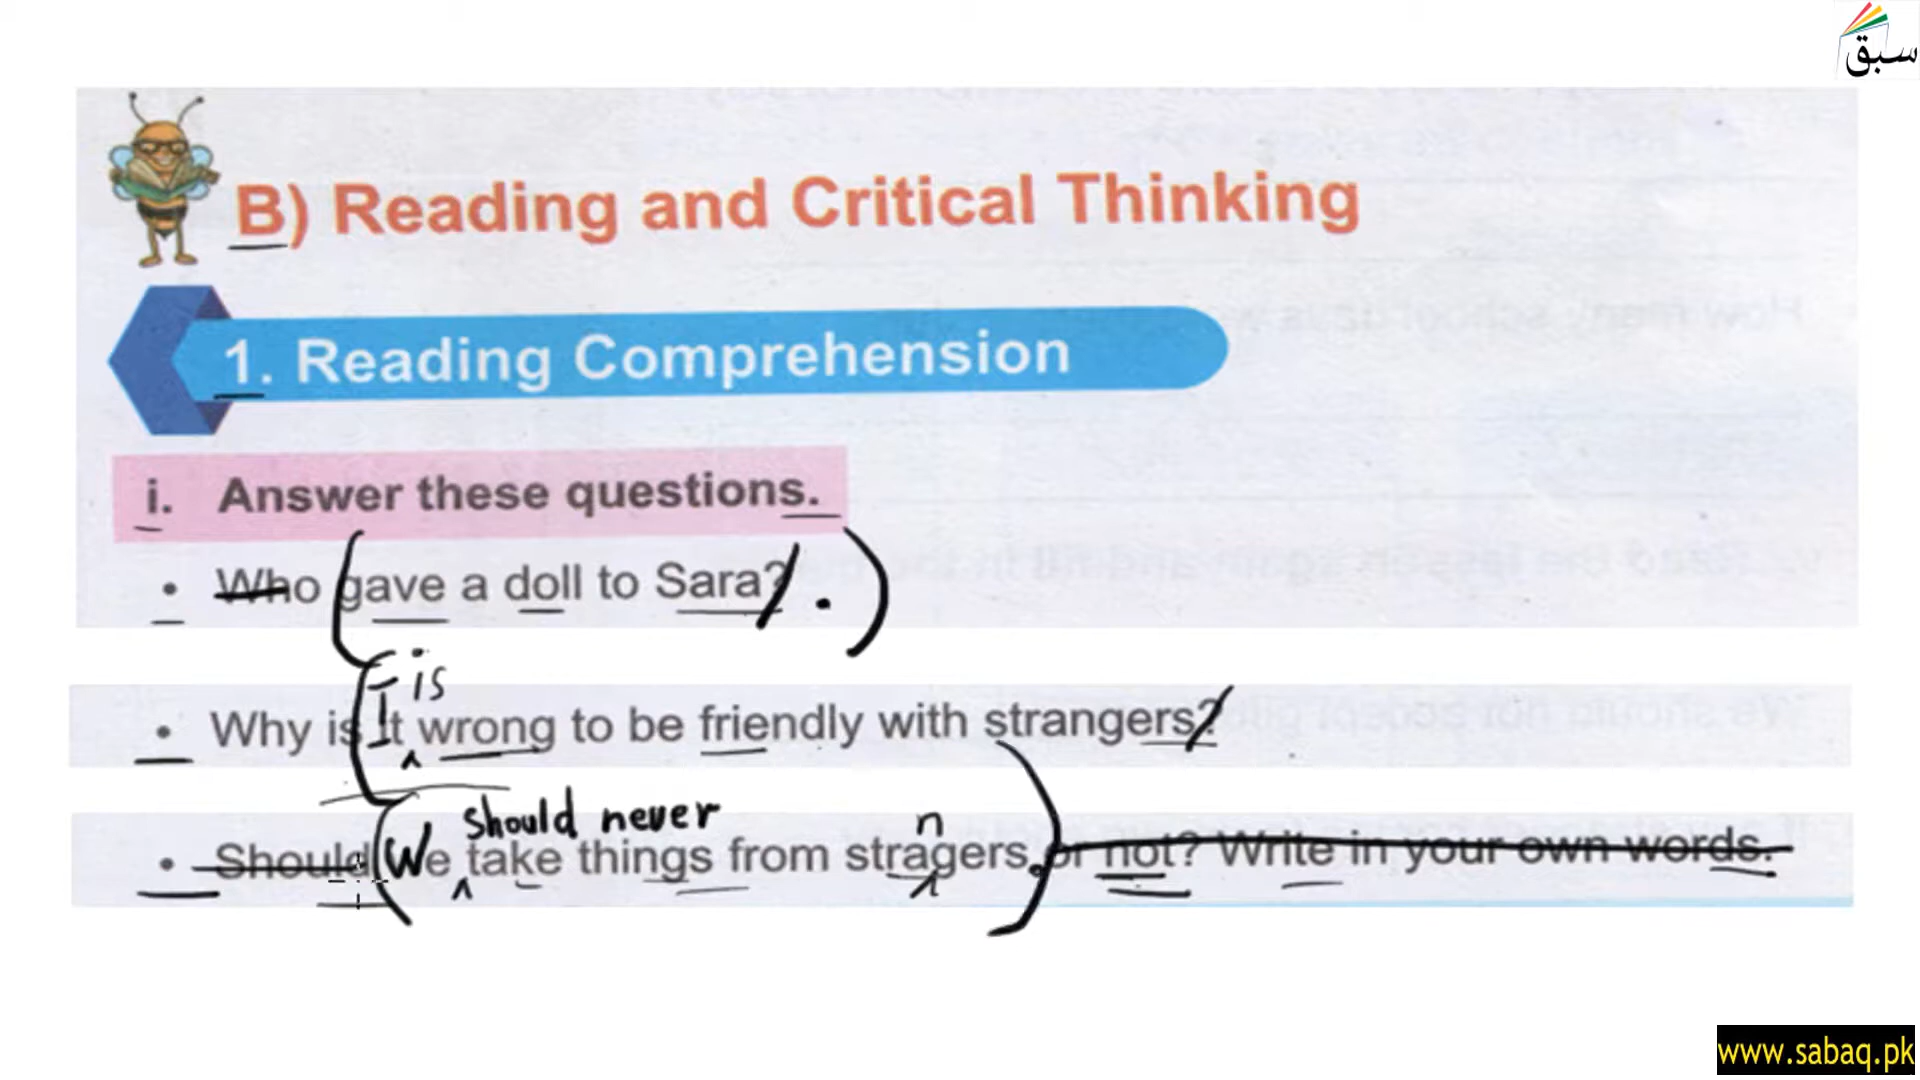 سبق
B) Reading and Critical Thinking
1. Reading Comprehension
i. Answer these questions.
• Who gave a doll to Sara? .
I is
• Why is it wrong to be friendly with strangers?
should never n
• Should We take things from stragers, or not? Write in your own words.
www.sabaq.pk